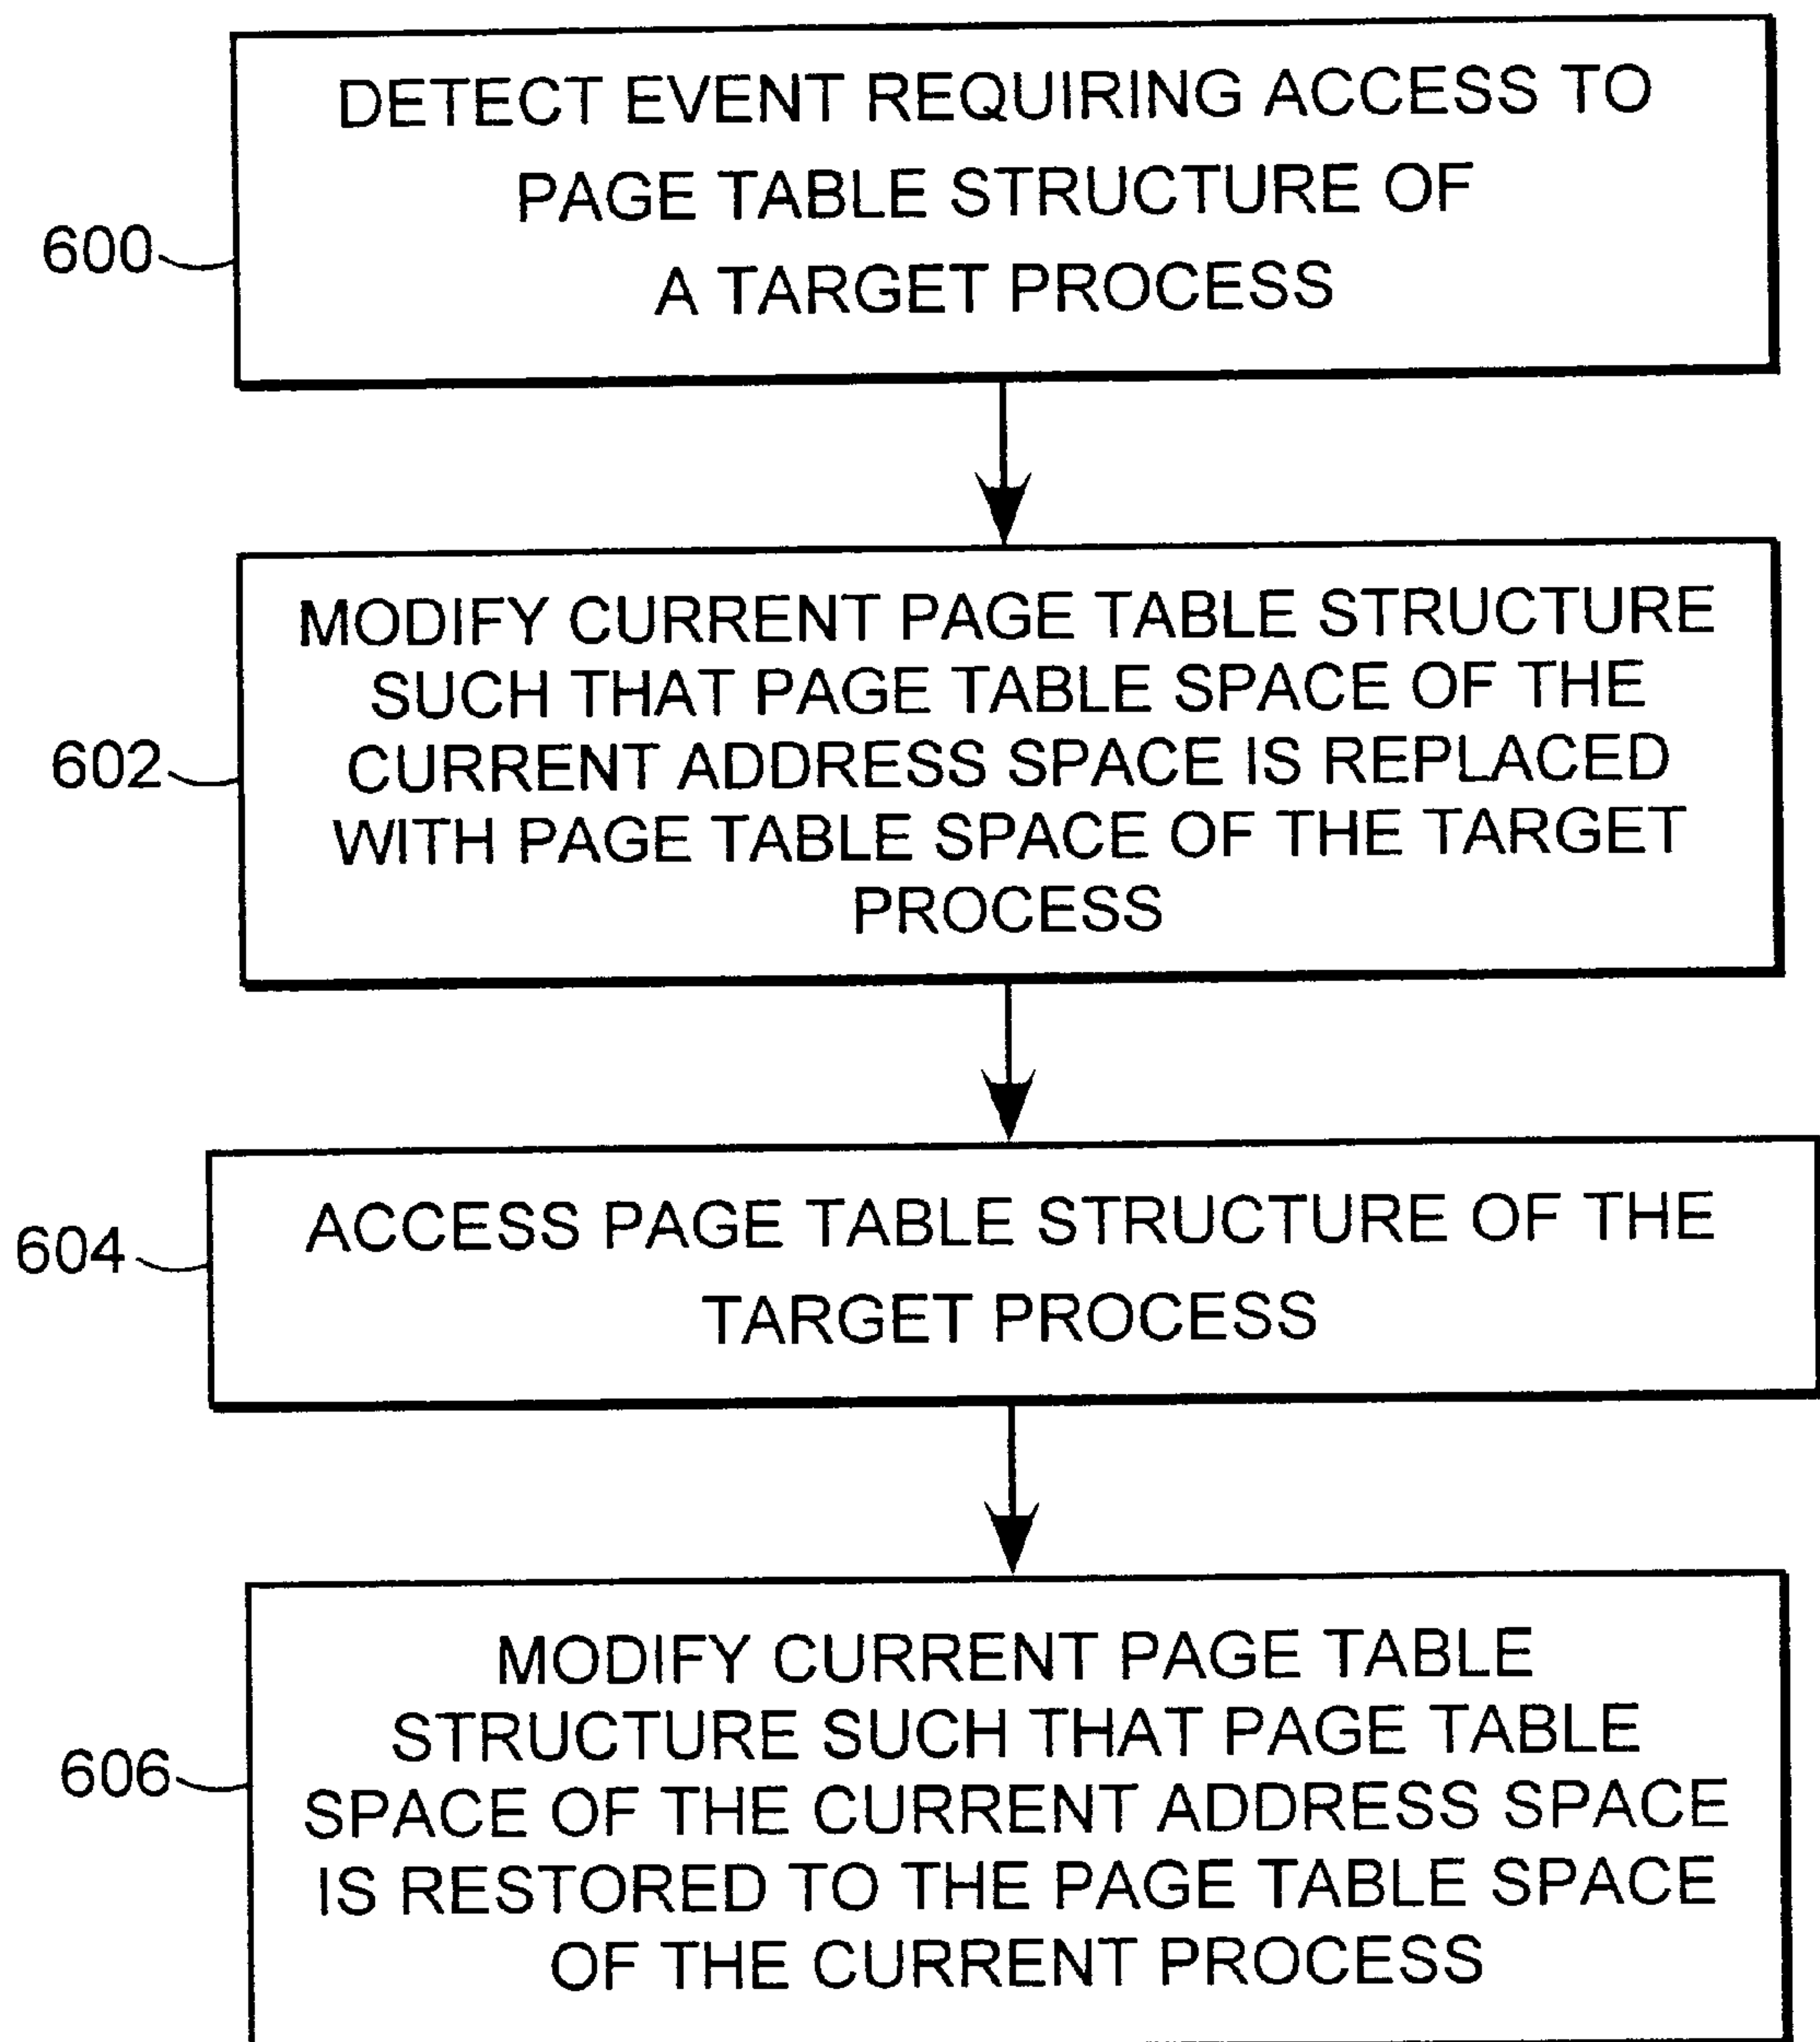 DETECT EVENT REQUIRING ACCESS TO
PAGE TABLE STRUCTURE OF
A TARGET PROCESS
600
MODIFY CURRENT PAGE TABLE STRUCTURE
SUCH THAT PAGE TABLE SPACE OF THE
CURRENT ADDRESS SPACE IS REPLACED
WITH PAGE TABLE SPACE OF THE TARGET
PROCESS
602
ACCESS PAGE TABLE STRUCTURE OF THE
TARGET PROCESS
604
MODIFY CURRENT PAGE TABLE
STRUCTURE SUCH THAT PAGE TABLE
SPACE OF THE CURRENT ADDRESS SPACE
IS RESTORED TO THE PAGE TABLE SPACE
OF THE CURRENT PROCESS
606